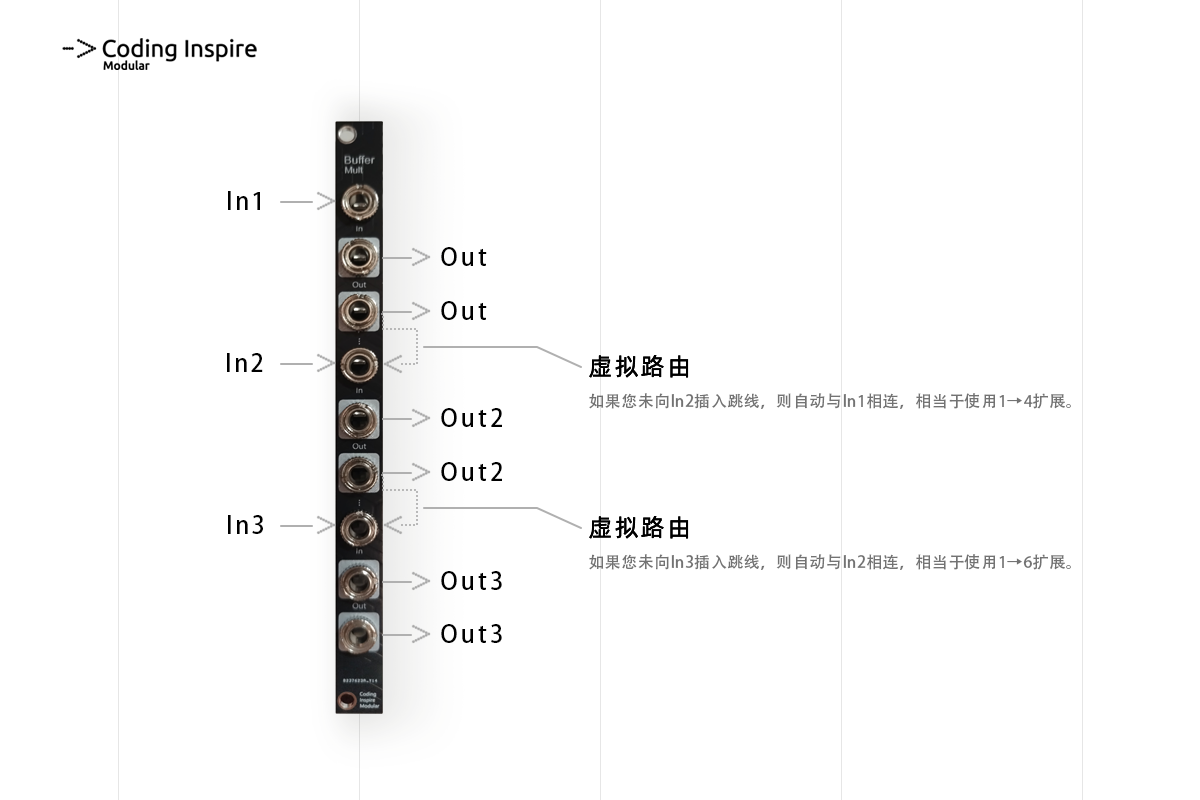 Coding Inspire
Modular
Buffer
Mult
In1
in
Out
Out
Out
In2
in
虚拟路由
如果您未向In2插入跳线，则自动与In1相连，相当于使用1→4扩展。
Out2
Out
Out2
In3
虚拟路由
in
如果您未向In3插入跳线，则自动与In2相连，相当于使用1→6扩展。
Out3
Out
Out3
Coding
Inspire
Modular